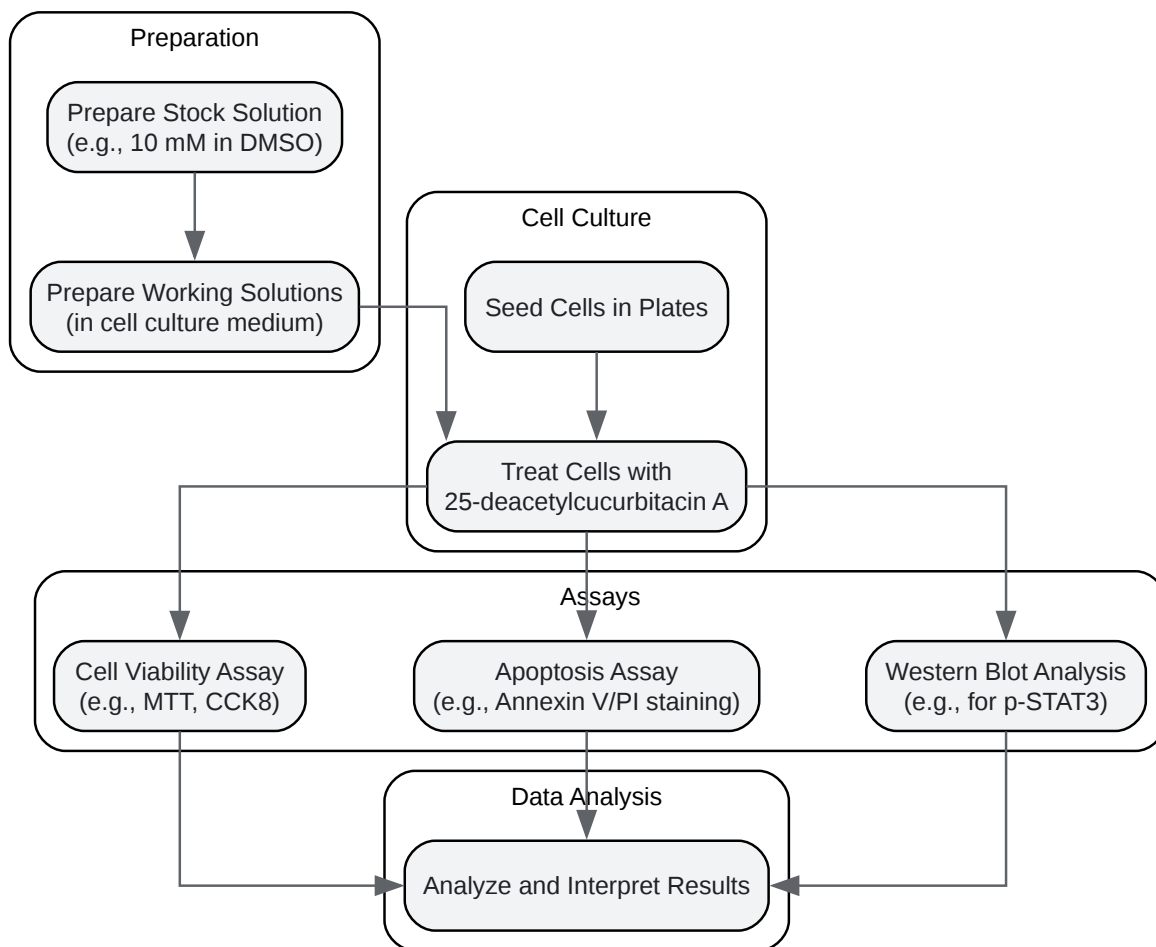 Preparation
Prepare Stock Solution
(e.g., 10 mM in DMSO)
Prepare Working Solutions
(in cell culture medium)
Cell Culture
Seed Cells in Plates
Treat Cells with
25-deacetylcucurbitacin A
Assays
Cell Viability Assay
(e.g., MTT, CCK8)
Apoptosis Assay
(e.g., Annexin V/PI staining)
Western Blot Analysis
(e.g., for p-STAT3)
Data Analysis
Analyze and Interpret Results